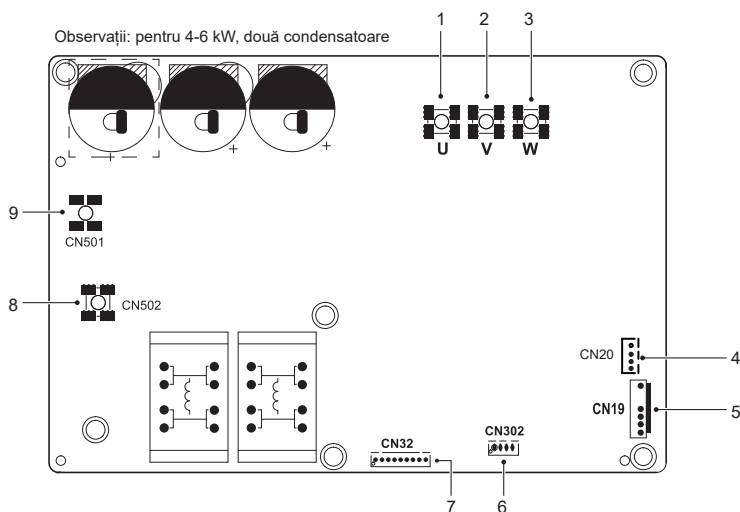 Observații: pentru 4-6 kW, două condensatoare
1
2
3
U
V
W
9
CN501
8
CN502
CN20
4
CN19
5
CN302
CN32
7
6